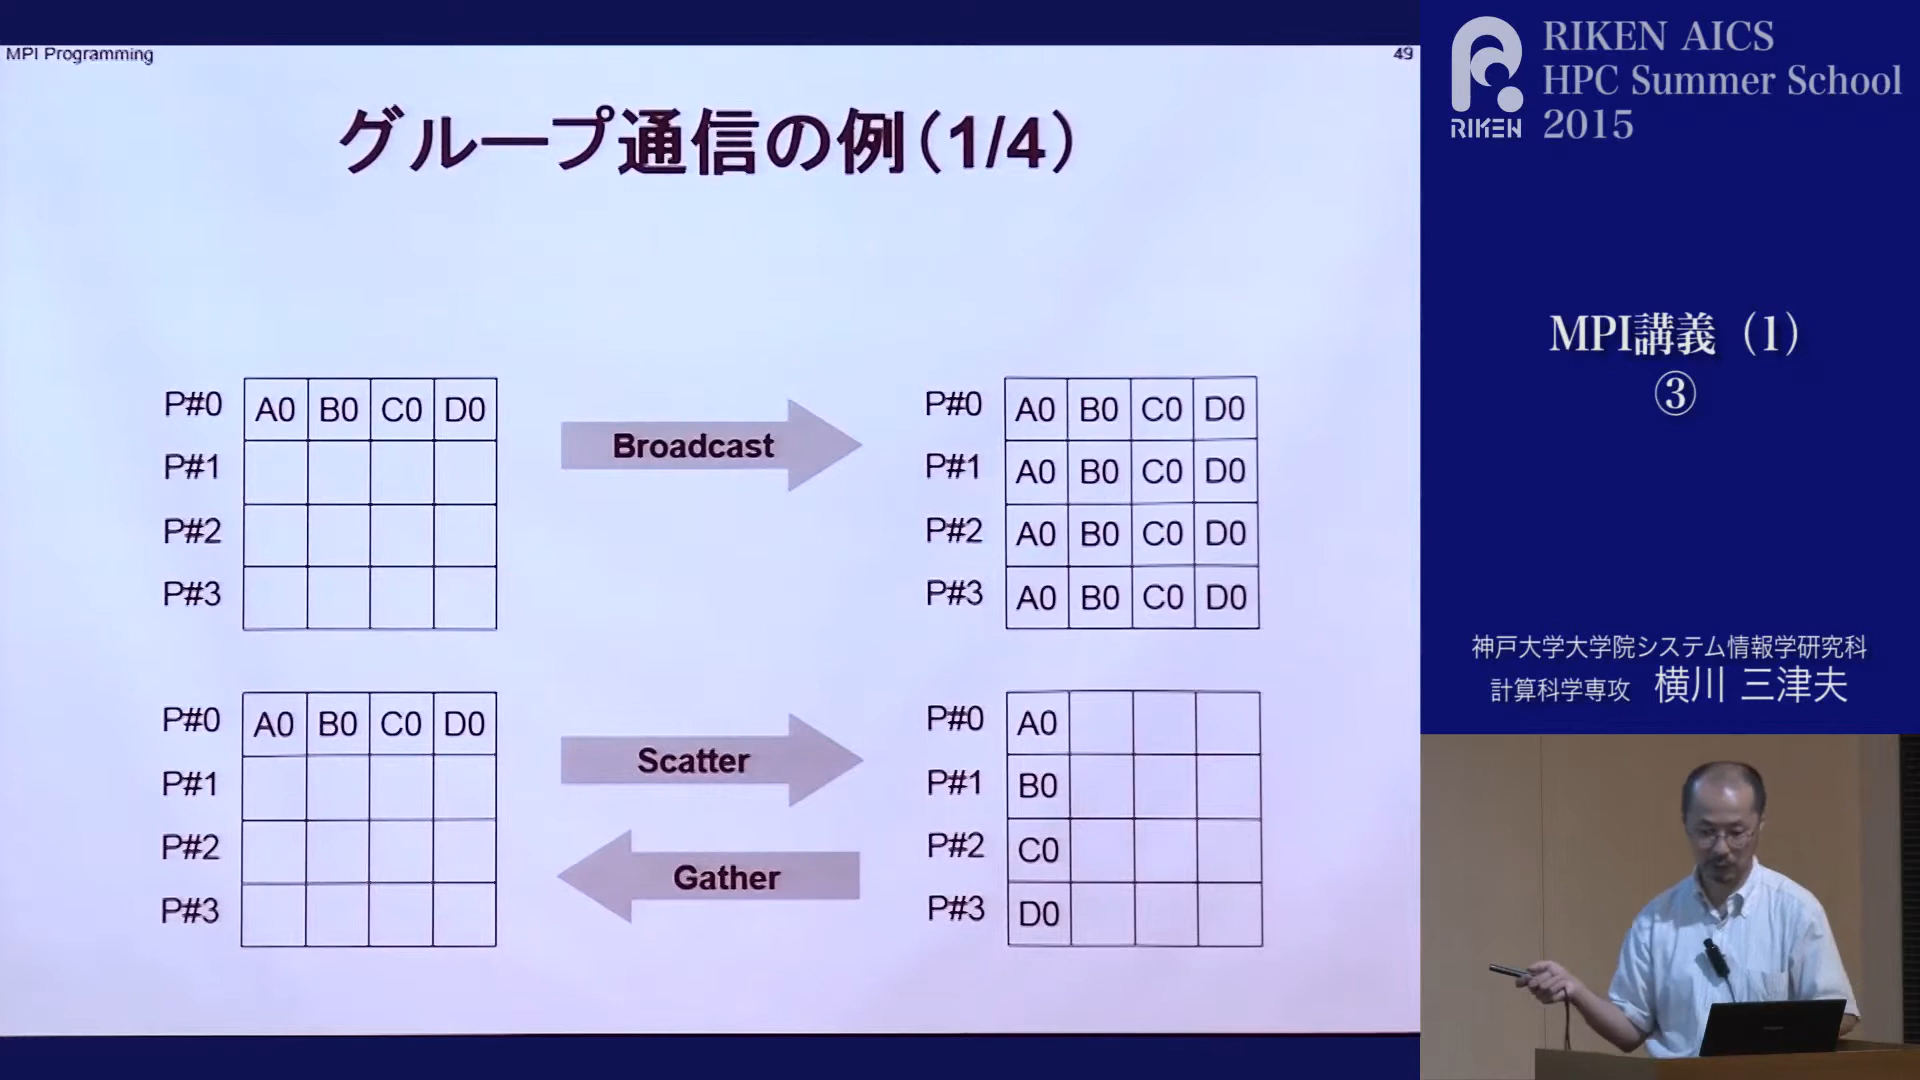 MPI Programming
49
グループ通信の例(1/4)
P#0 A0 B0 C0 D0
P#1
P#2
P#3
Broadcast
P#0 A0 B0 C0 D0
P#1 A0 B0 C0 D0
P#2 A0 B0 C0 D0
P#3 A0 B0 C0 D0
P#0 A0 B0 C0 D0
P#1
P#2
P#3
Scatter
Gather
P#0 A0
P#1 B0
P#2 C0
P#3 D0
RIKEN
RIKEN AICS
HPC Summer School
2015
MPI講義（1）
③
神戸大学大学院システム情報学研究科
計算科学専攻 横川 三津夫